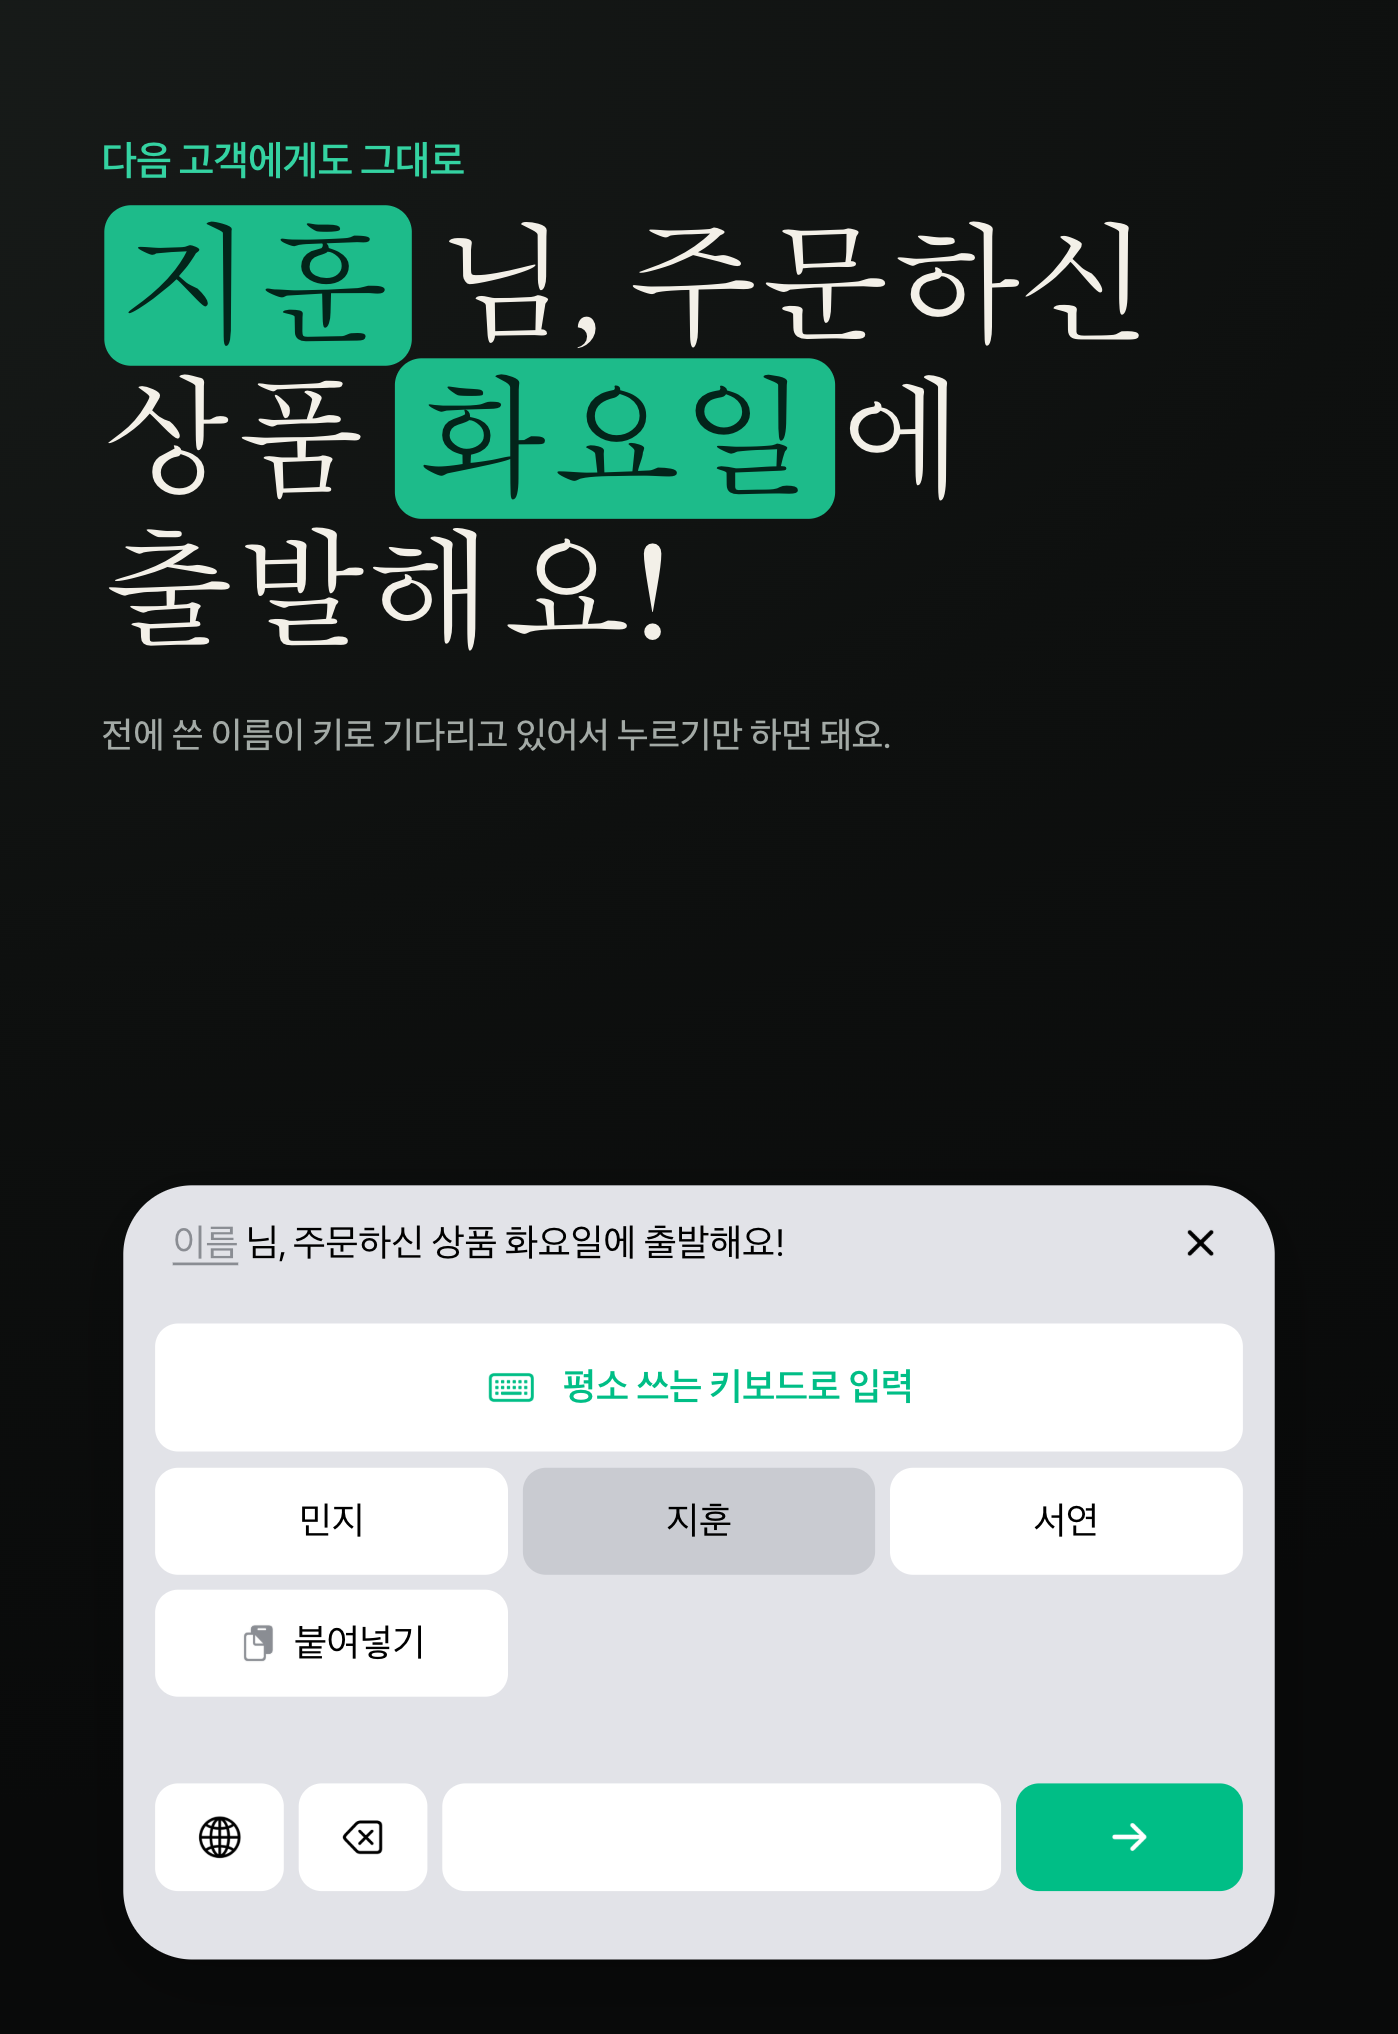 다음 고객에게도 그대로
지훈 님, 주문하신
상품 화요일에
출발해요!
전에 쓴 이름이 키로 기다리고 있어서 누르기만 하면 돼요.
이름 님, 주문하신 상품 화요일에 출발해요!
평소 쓰는 키보드로 입력
민지 지훈 서연
붙여넣기